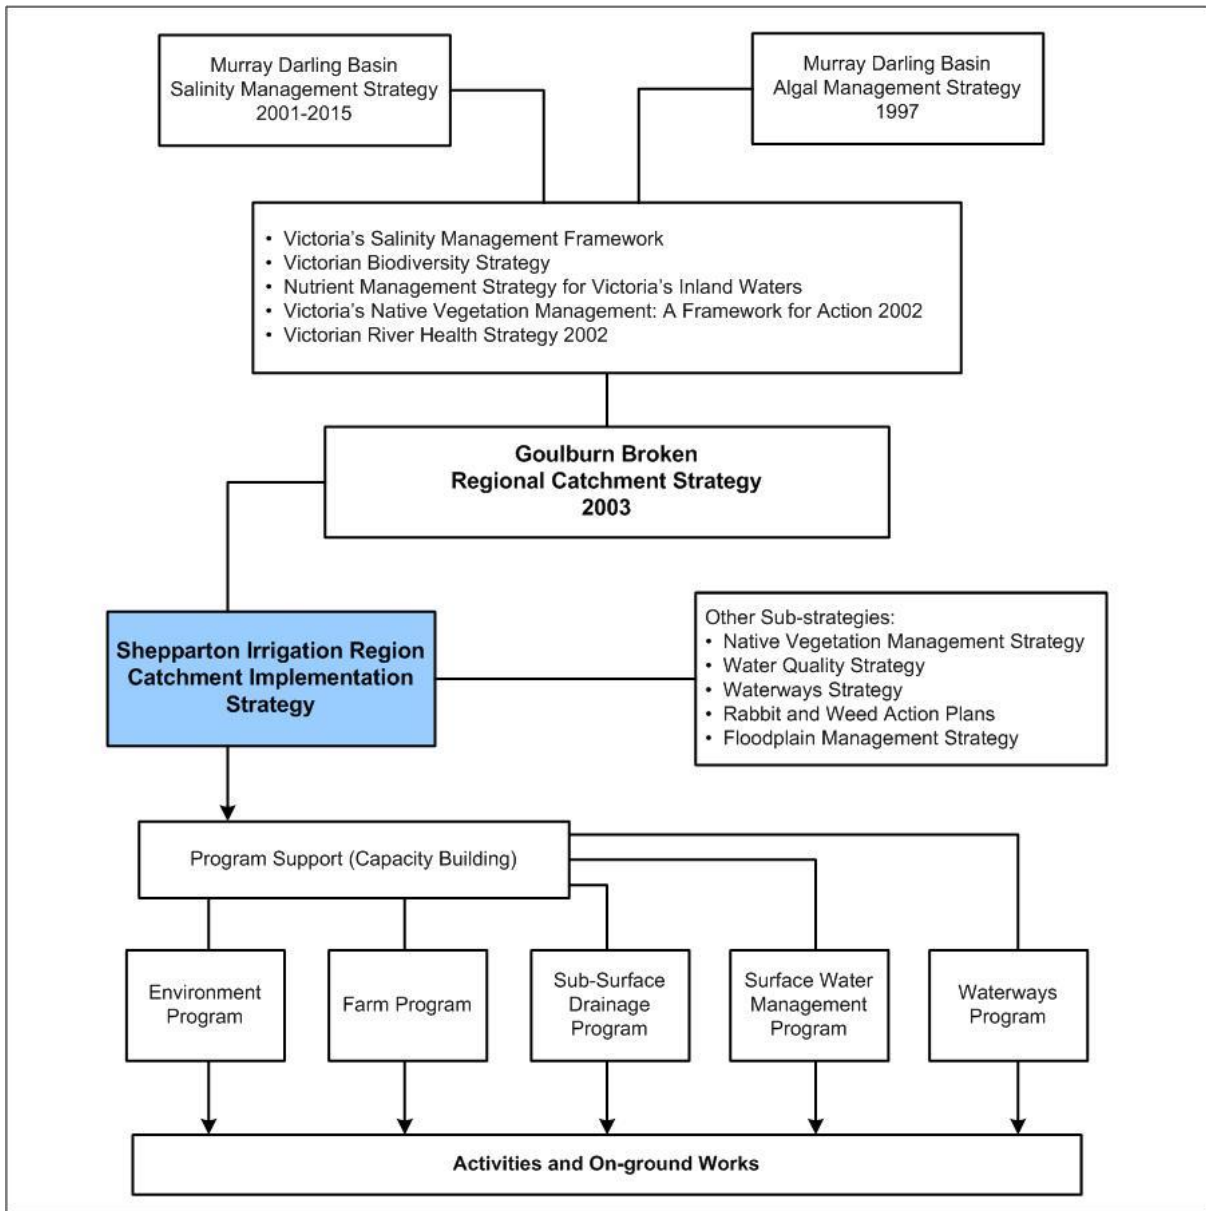 Murray Darling Basin
Salinity Management Strategy
2001-2015
Murray Darling Basin
Algal Management Strategy
1997
• Victoria's Salinity Management Framework
• Victorian Biodiversity Strategy
• Nutrient Management Strategy for Victoria's Inland Waters
• Victoria's Native Vegetation Management: A Framework for Action 2002
• Victorian River Health Strategy 2002
Goulburn Broken
Regional Catchment Strategy
2003
Shepparton Irrigation Region
Catchment Implementation
Strategy
Other Sub-strategies:
• Native Vegetation Management Strategy
• Water Quality Strategy
• Waterways Strategy
• Rabbit and Weed Action Plans
• Floodplain Management Strategy
Program Support (Capacity Building)
Environment
Program
Farm Program
Sub-Surface
Drainage
Program
Surface Water
Management
Program
Waterways
Program
Activities and On-ground Works